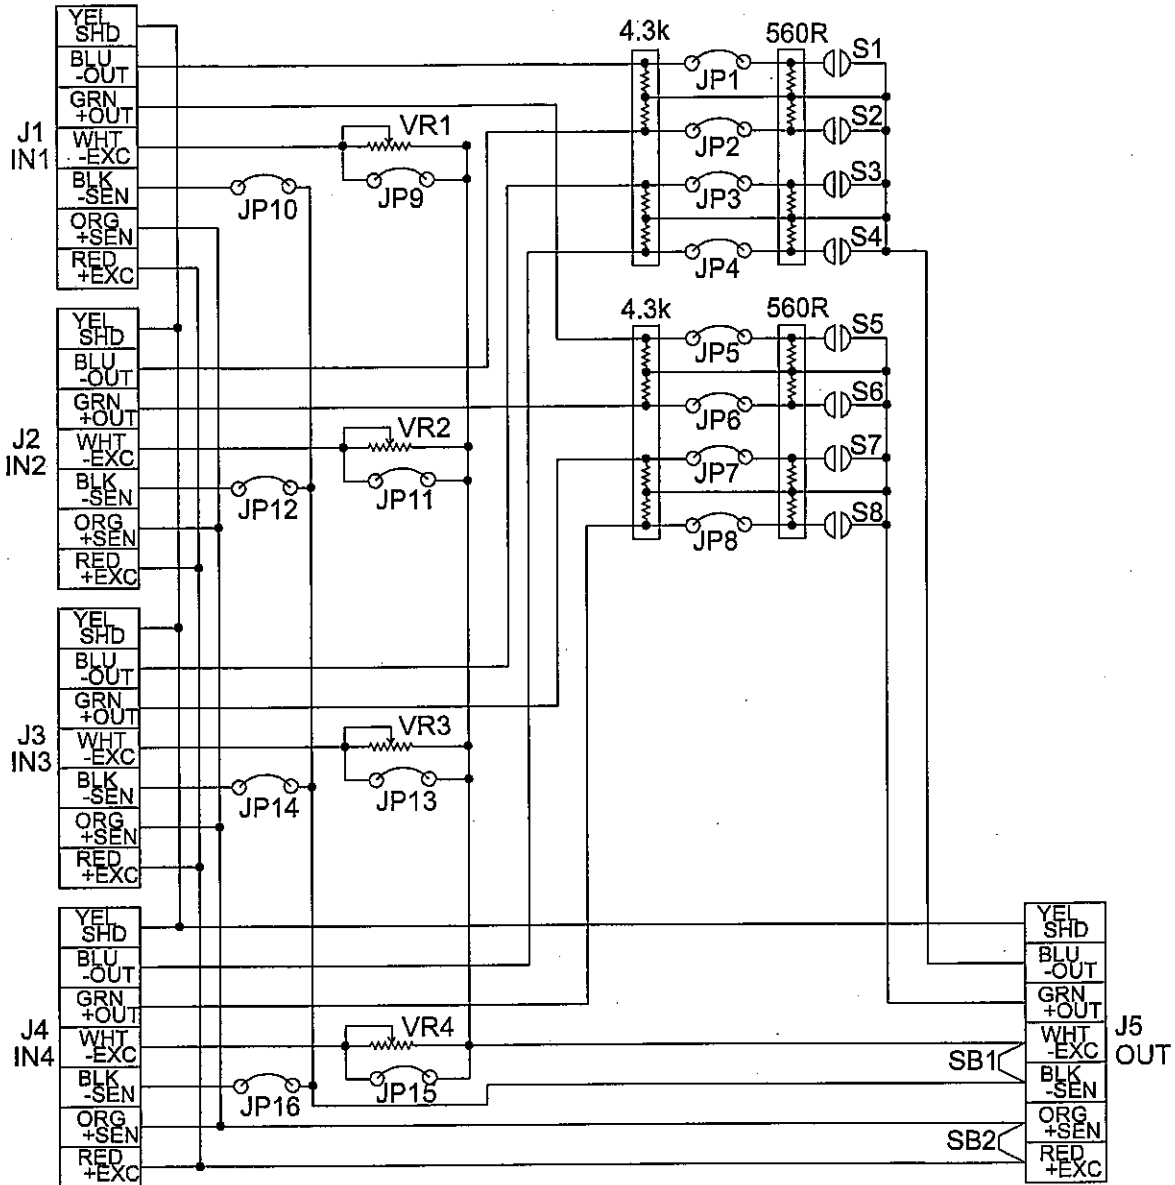 YEL
SHD
BLU
-OUT
GRN
+OUT
J1
IN1
WHT
-EXC
BLK
-SEN
ORG
+SEN
RED
+EXC
YEL
SHD
BLU
-OUT
GRN
+OUT
J2
IN2
WHT
-EXC
BLK
-SEN
ORG
+SEN
RED
+EXC
YEL
SHD
BLU
-OUT
GRN
+OUT
J3
IN3
WHT
-EXC
BLK
-SEN
ORG
+SEN
RED
+EXC
YEL
SHD
BLU
-OUT
GRN
+OUT
J4
IN4
WHT
-EXC
BLK
-SEN
ORG
+SEN
RED
+EXC
VR1
JP9
JP10
VR2
JP11
JP12
VR3
JP13
JP14
VR4
JP15
JP16
4.3k
560R
JP1
S1
JP2
S2
JP3
S3
JP4
S4
4.3k
560R
JP5
S5
JP6
S6
JP7
S7
JP8
S8
YEL
SHD
BLU
-OUT
GRN
+OUT
J5
OUT
WHT
-EXC
SB1
BLK
-SEN
ORG
+SEN
SB2
RED
+EXC